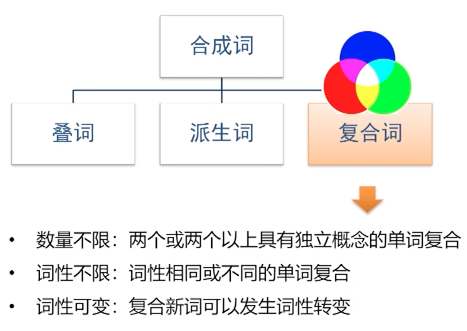 合成词
叠词
派生词
复合词
• 数量不限：两个或两个以上具有独立概念的单词复合
• 词性不限：词性相同或不同的单词复合
• 词性可变：复合新词可以发生词性转变